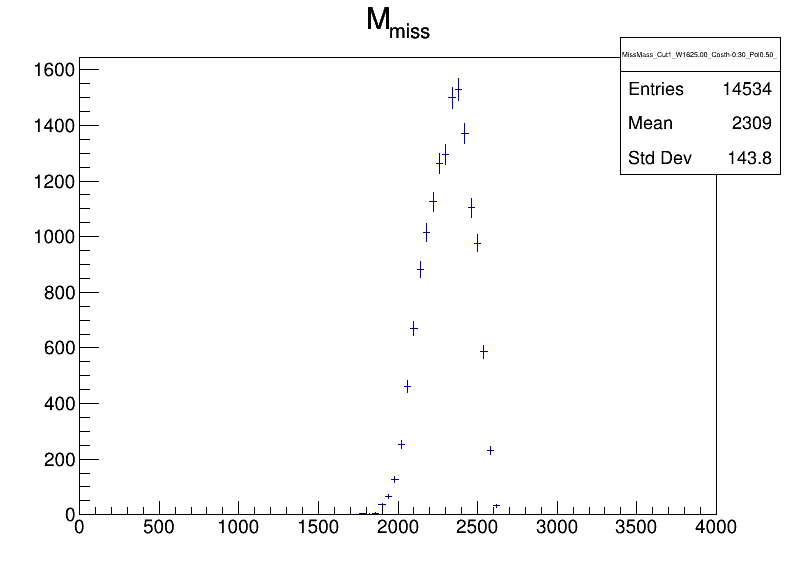 M_miss
MissMass_Cut1_W1625.00_Costh-0.30_Pol0.50_
Entries 14534
Mean 2309
Std Dev 143.8
1600
1400
1200
1000
800
600
400
200
0
0 500 1000 1500 2000 2500 3000 3500 4000